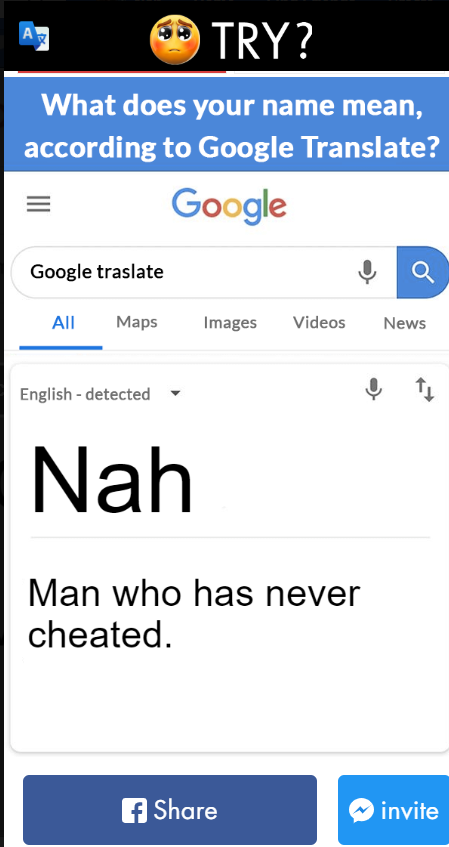 TRY?
What does your name mean,
according to Google Translate?
Google
Google traslate
All Maps Images Videos News
English - detected
Nah
Man who has never
cheated.
Share invite